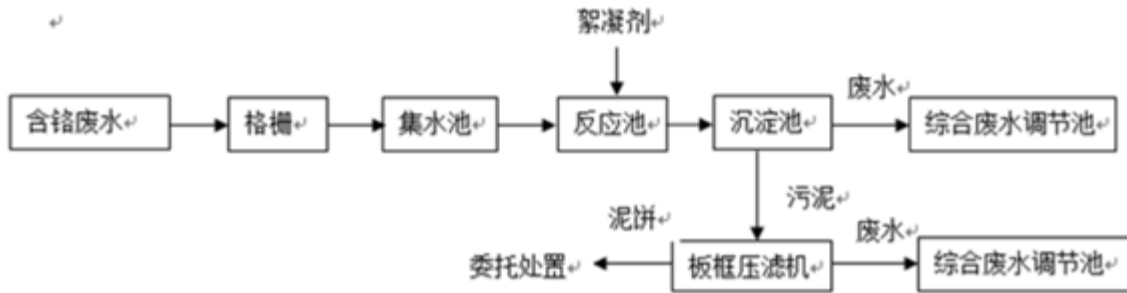 絮凝剂
含铬废水
格栅
集水池
反应池
沉淀池
废水
综合废水调节池
污泥
泥饼
委托处置
板框压滤机
废水
综合废水调节池